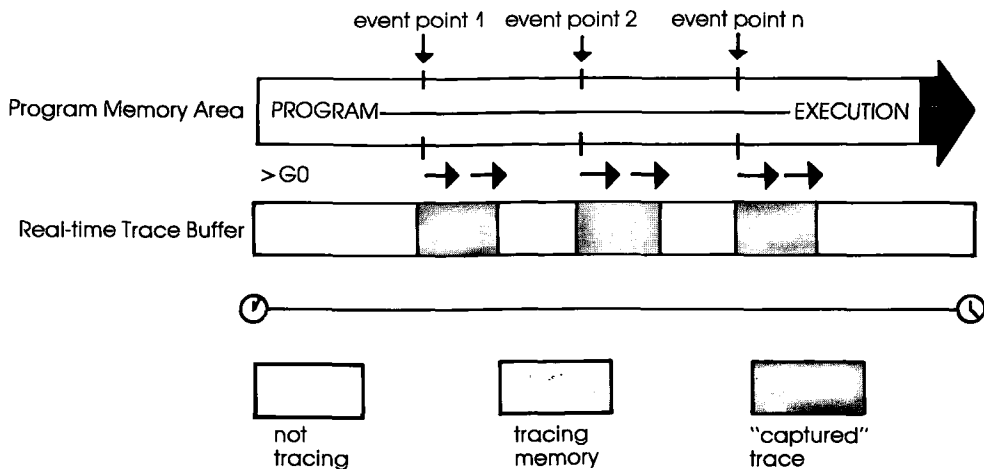 event point 1 event point 2 event point n
Program Memory Area
PROGRAM EXECUTION
>G0
Real-time Trace Buffer
not tracing
tracing memory
"captured" trace